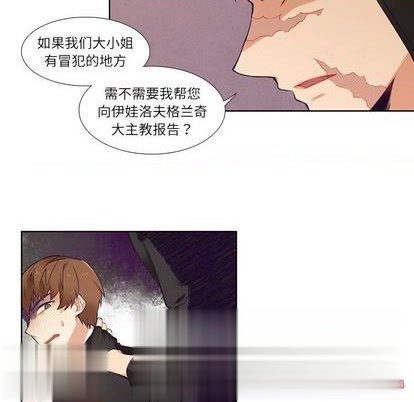 如果我们大小姐
有冒犯的地方
需不需要我帮您
向伊娃洛夫格兰奇
大主教报告？